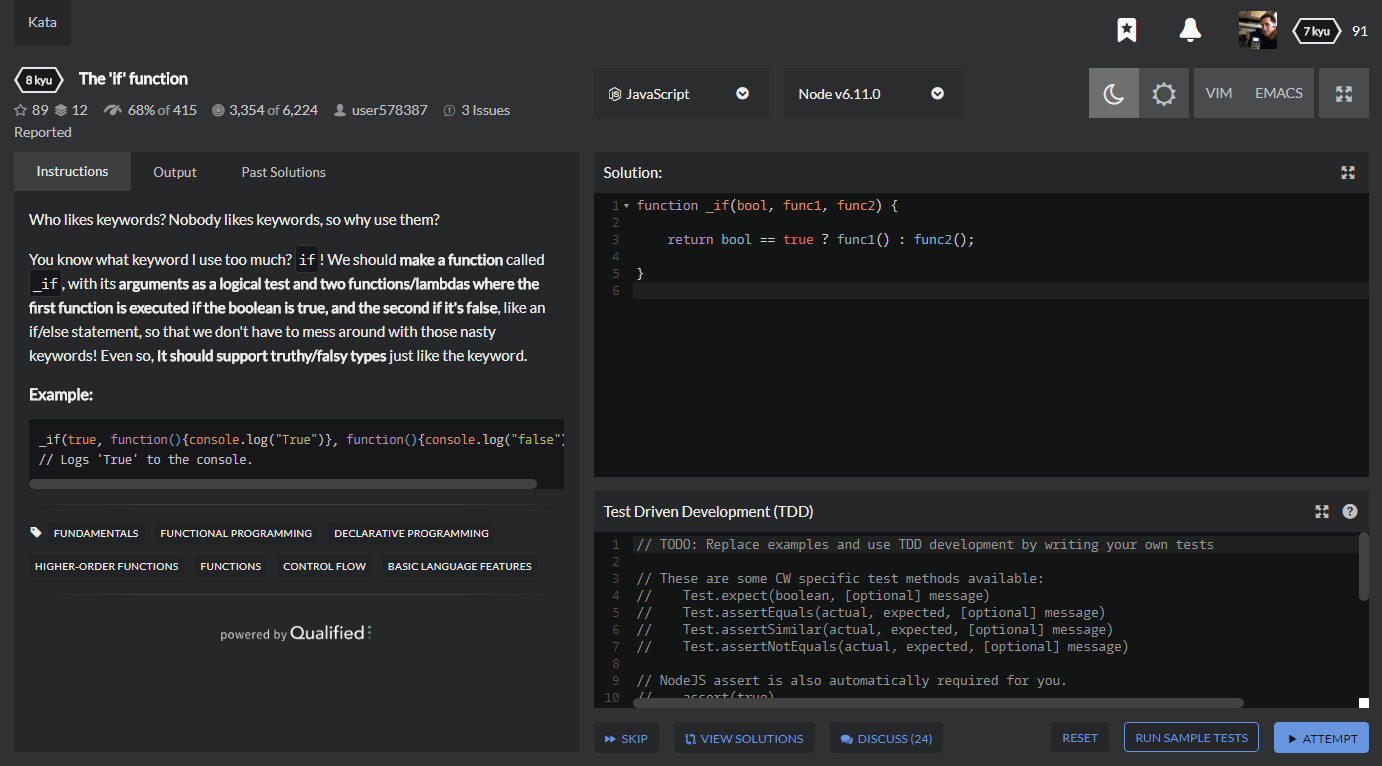 Kata
7 kyu 91
8 kyu The 'if' function
89 12 68% of 415 3,354 of 6,224 user578387 3 Issues
Reported
JavaScript Node v6.11.0 VIM EMACS
Instructions Output Past Solutions
Who likes keywords? Nobody likes keywords, so why use them?
You know what keyword I use too much? if! We should make a function called
_if, with its arguments as a logical test and two functions/lambdas where the
first function is executed if the boolean is true, and the second if it's false, like an
if/else statement, so that we don't have to mess around with those nasty
keywords! Even so, It should support truthy/falsy types just like the keyword.
Example:
_if(true, function(){console.log("True")}, function(){console.log("false")
// Logs 'True' to the console.
FUNDAMENTALS FUNCTIONAL PROGRAMMING DECLARATIVE PROGRAMMING
HIGHER-ORDER FUNCTIONS FUNCTIONS CONTROL FLOW BASIC LANGUAGE FEATURES
powered by Qualified
Solution:
1 function _if(bool, func1, func2) {
2
3 return bool == true ? func1() : func2();
4
5 }
6
Test Driven Development (TDD)
1 // TODO: Replace examples and use TDD development by writing your own tests
2
3 // These are some CW specific test methods available:
4 // Test.expect(boolean, [optional] message)
5 // Test.assertEquals(actual, expected, [optional] message)
6 // Test.assertSimilar(actual, expected, [optional] message)
7 // Test.assertNotEquals(actual, expected, [optional] message)
8
9 // NodeJS assert is also automatically required for you.
10 // assert(true)
SKIP VIEW SOLUTIONS DISCUSS (24) RESET RUN SAMPLE TESTS ATTEMPT